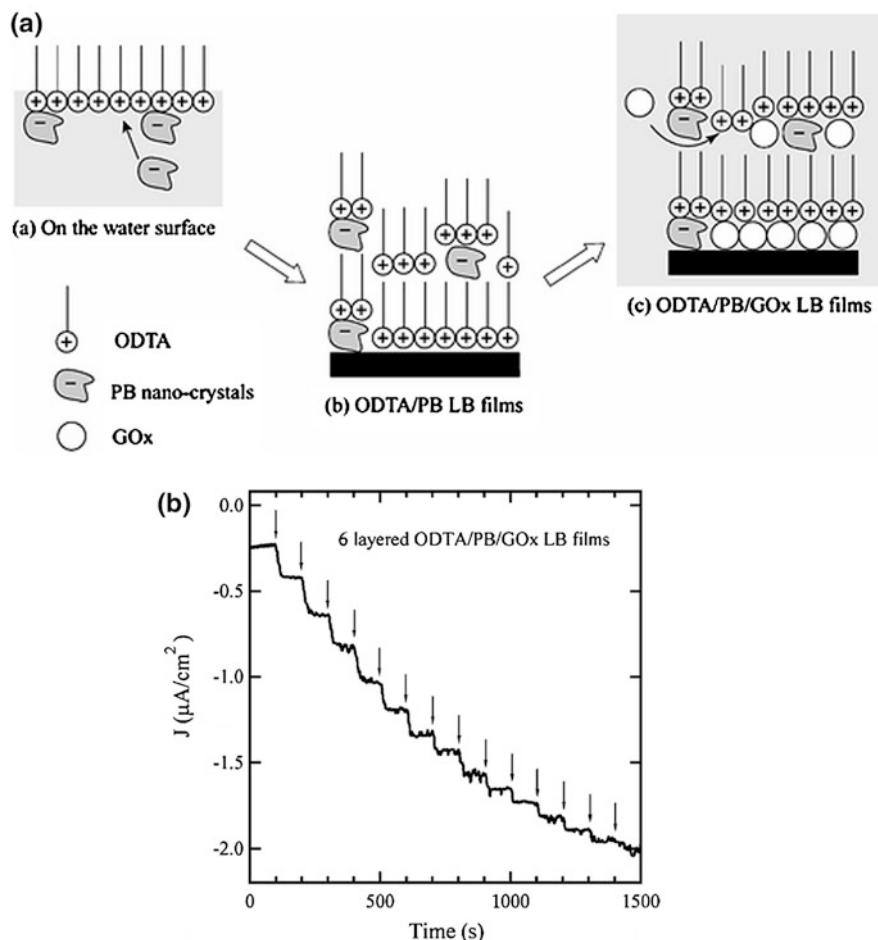 (a)
(a) On the water surface
ODTA
PB nano-crystals
GOx
(b) ODTA/PB LB films
(c) ODTA/PB/GOx LB films
(b)
6 layered ODTA/PB/GOx LB films
J (μA/cm²)
0.0
-0.5
-1.0
-1.5
-2.0
0
500
1000
1500
Time (s)